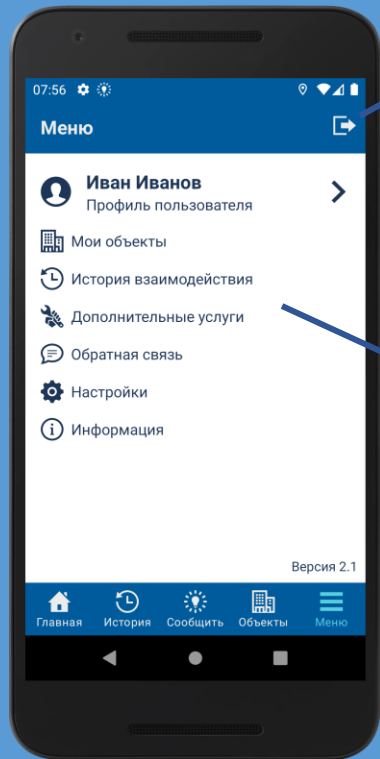 07:56
Меню
Иван Иванов
Профиль пользователя
Мои объекты
История взаимодействия
Дополнительные услуги
Обратная связь
Настройки
Информация
Версия 2.1
Главная История Сообщить Объекты Меню